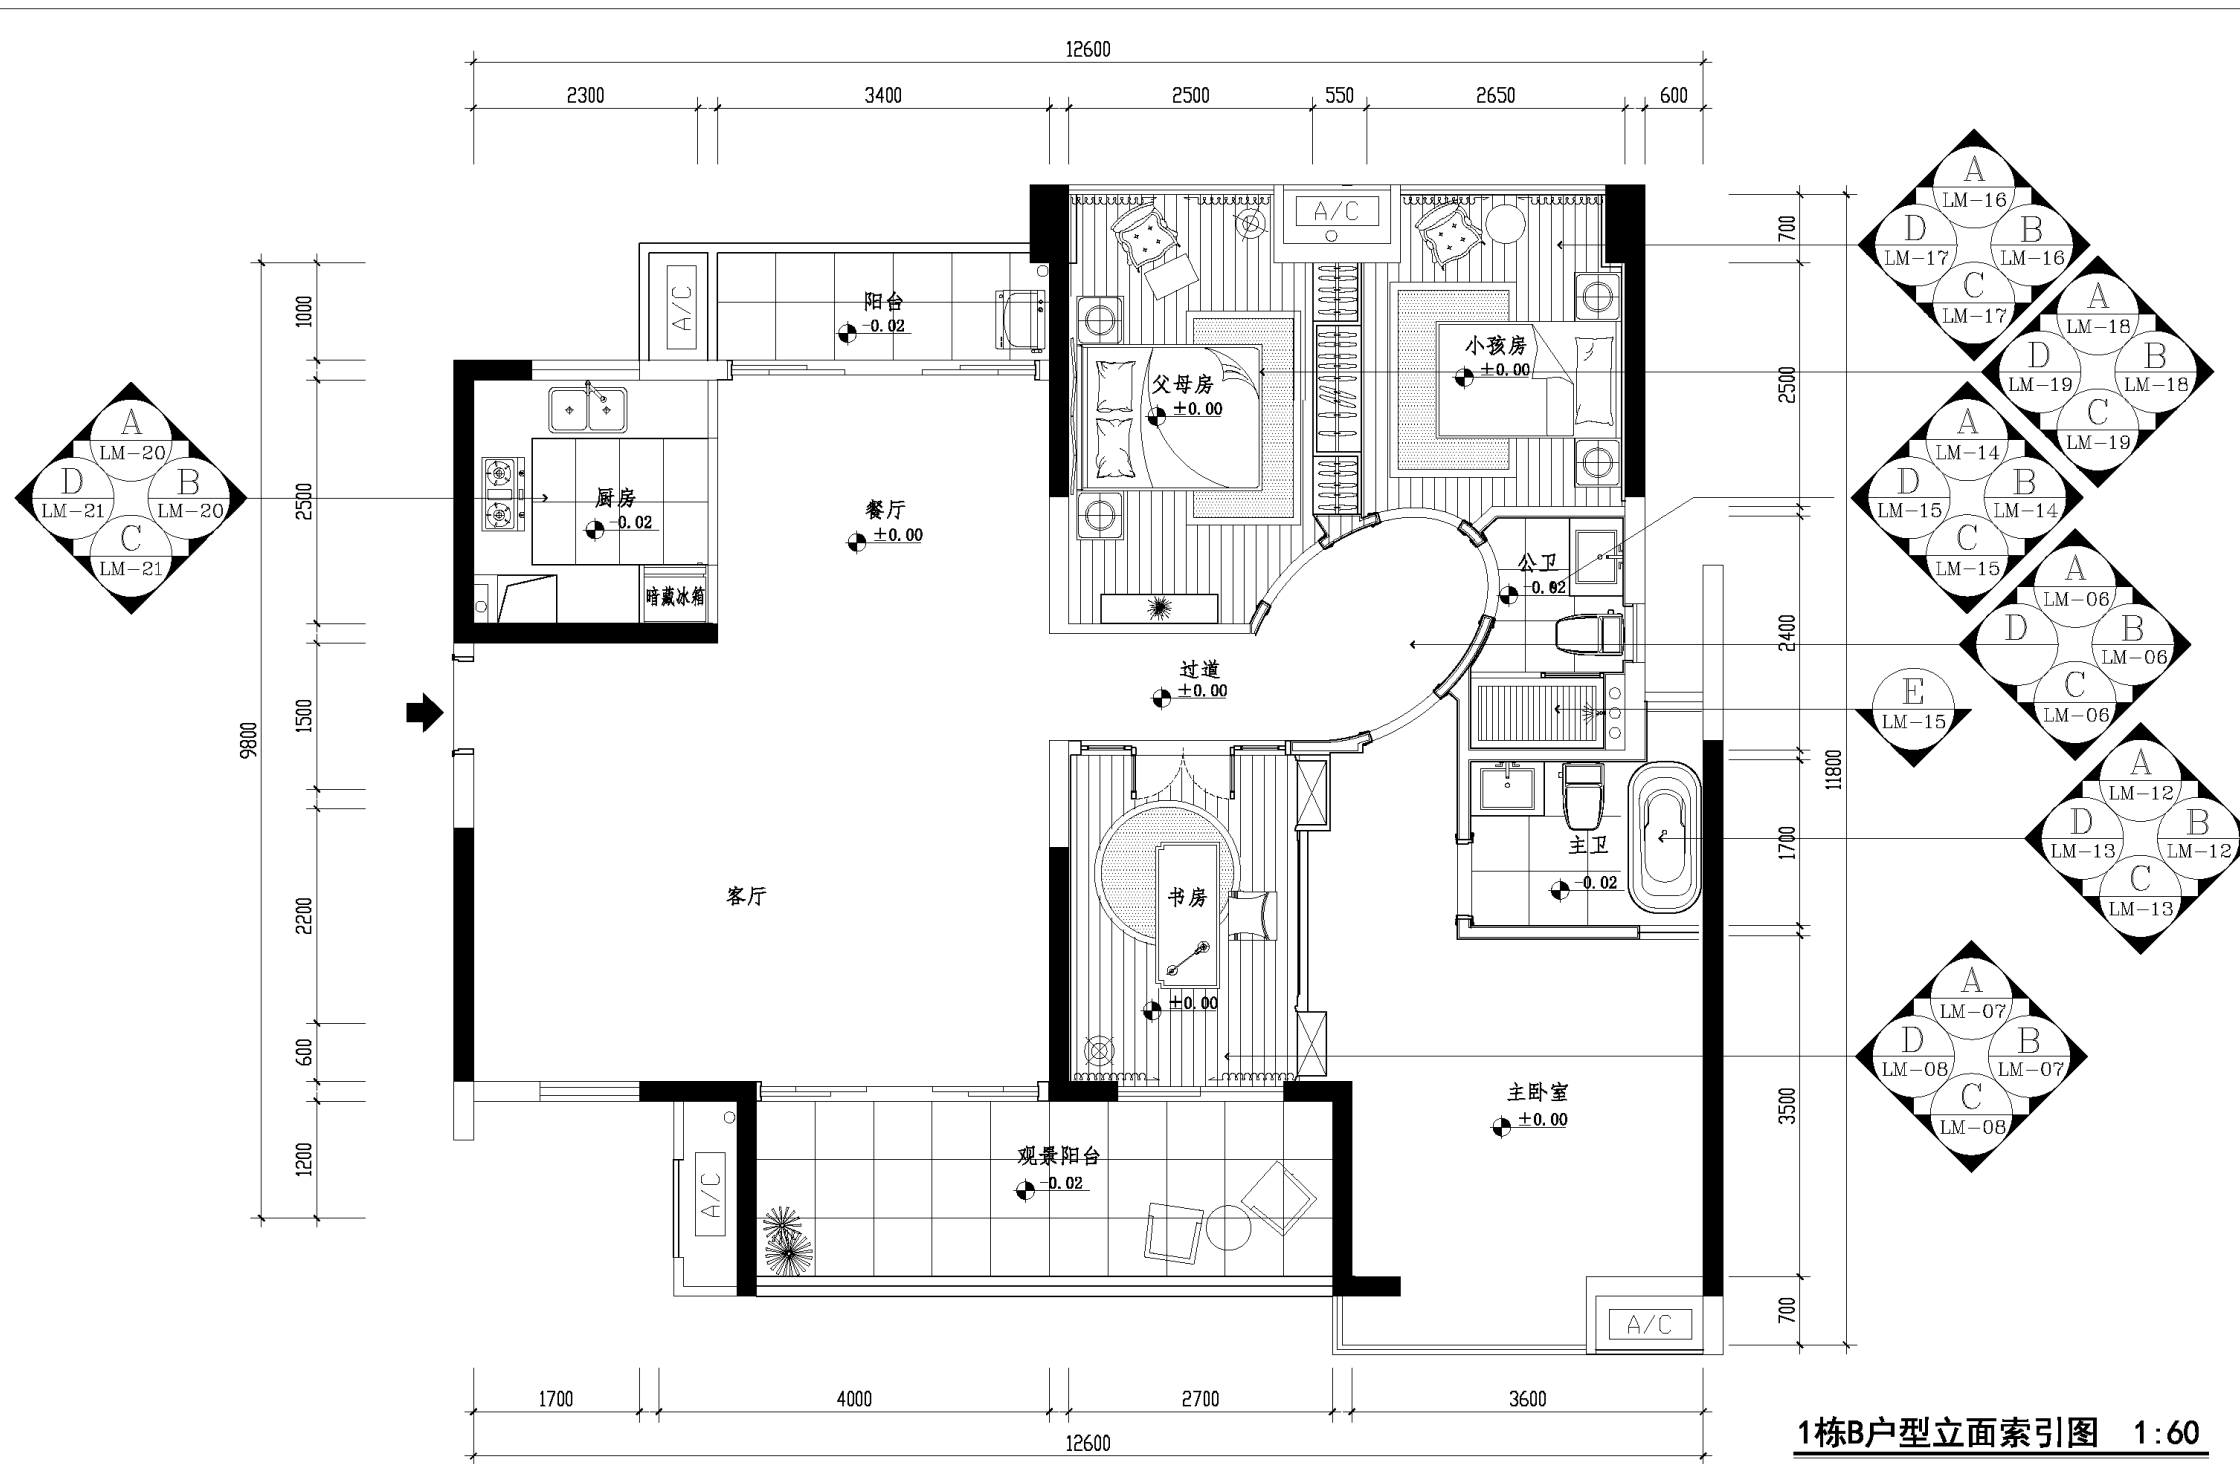 12600
2300
3400
2500
550
2650
600
A
LM-16
D
LM-17
B
LM-16
C
LM-17
A/C
700
阳台
-0.02
A/C
1000
A
LM-18
D
LM-19
B
LM-18
C
LM-19
小孩房
±0.00
父母房
±0.00
2500
A
LM-20
D
LM-21
B
LM-20
C
LM-21
2500
厨房
-0.02
餐厅
±0.00
A
LM-14
D
LM-15
B
LM-14
C
LM-15
暗藏冰箱
公卫
-0.02
2400
A
LM-06
D
B
LM-06
C
LM-06
过道
±0.00
E
LM-15
1500
9800
11800
A
LM-12
D
LM-13
B
LM-12
C
LM-13
主卫
-0.02
1700
客厅
书房
±0.00
2200
600
A
LM-07
D
LM-08
B
LM-07
C
LM-08
主卧室
±0.00
3500
观景阳台
-0.02
A/C
1200
A/C
700
1700
4000
2700
3600
12600
1栋B户型立面索引图 1:60